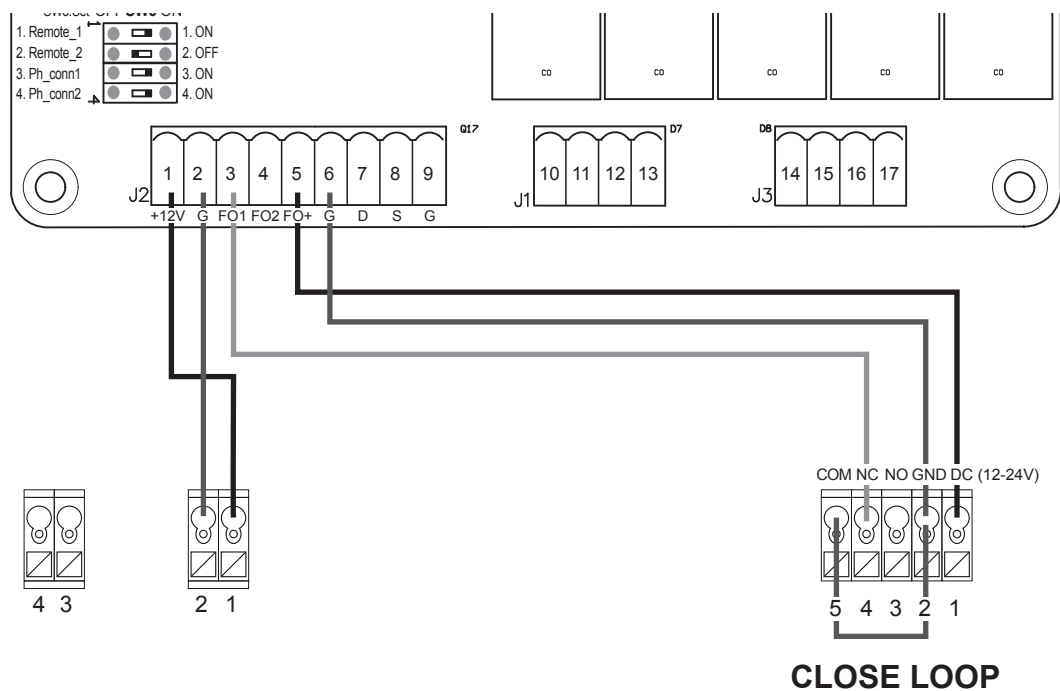 1. Remote_1 1. ON
2. Remote_2 2. OFF
3. Ph_conn1 3. ON
4. Ph_conn2 4. ON
1
4
CO CO CO CO CO
Q17 D7 D8
J2 1 2 3 4 5 6 7 8 9
J1 10 11 12 13
J3 14 15 16 17
+12V G FO1 FO2 FO+ G D S G
COM NC NO GND DC (12-24V)
4 3 2 1 5 4 3 2 1
CLOSE LOOP